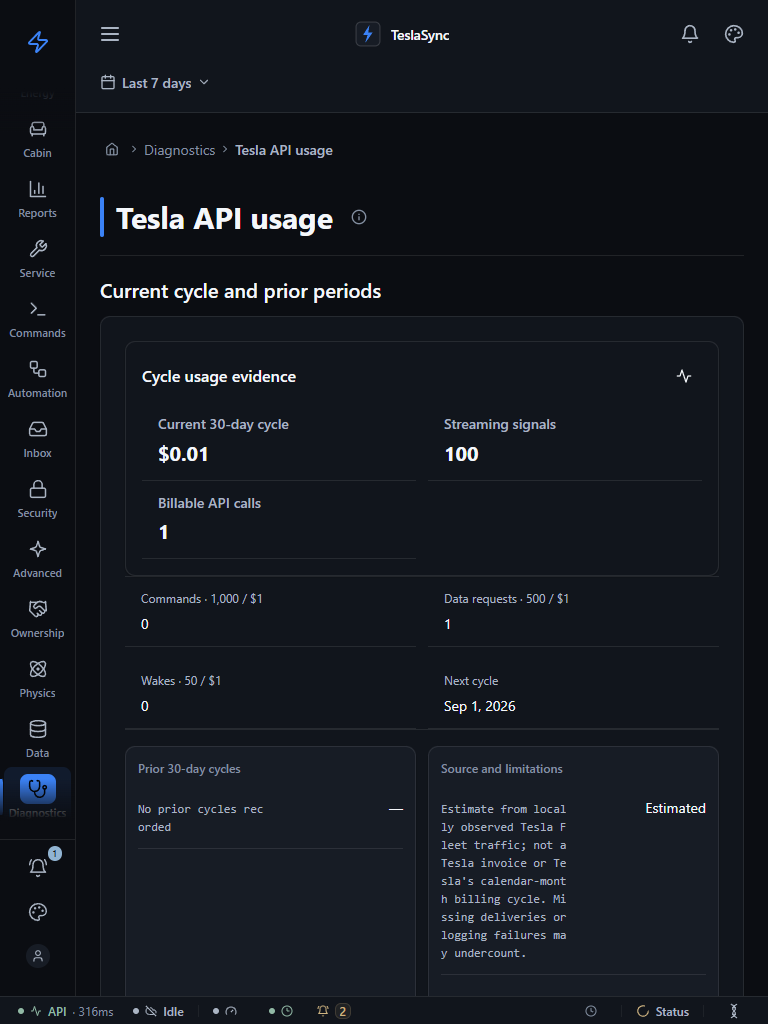 TeslaSync
Last 7 days
Energy
Cabin
Reports
Service
Commands
Automation
Inbox
Security
Advanced
Ownership
Physics
Data
Diagnostics
1
Diagnostics
Tesla API usage
Tesla API usage
Current cycle and prior periods
Cycle usage evidence
Current 30-day cycle
$0.01
Streaming signals
100
Billable API calls
1
Commands · 1,000 / $1
0
Data requests · 500 / $1
1
Wakes · 50 / $1
0
Next cycle
Sep 1, 2026
Prior 30-day cycles
No prior cycles rec
orded
—
Source and limitations
Estimate from local
ly observed Tesla F
leet traffic; not a
Tesla invoice or Te
sla's calendar-mont
h billing cycle. Mi
ssing deliveries or
logging failures ma
y undercount.
Estimated
API · 316ms
Idle
2
Status